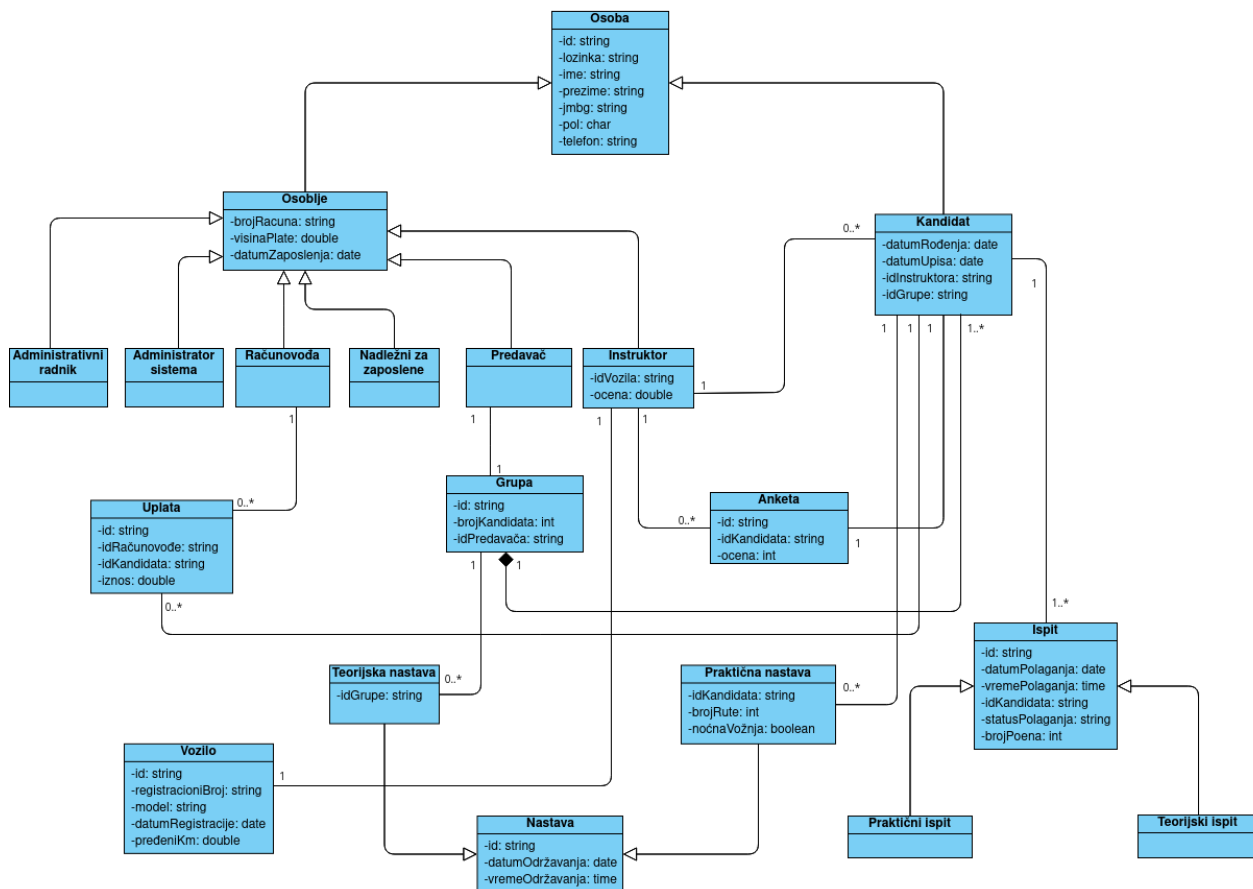 Osoba
-id: string
-lozinka: string
-ime: string
-prezime: string
-jmbg: string
-pol: char
-telefon: string
Osoblje
-brojRacuna: string
-visinaPlate: double
-datumZaposlenja: date
Kandidat
-datumRođenja: date
-datumUpisa: date
-idInstruktora: string
-idGrupe: string
0..*
1
1
1
1
1..*
Administrativni
radnik
Administrator
sistema
Računovođa
Nadležni za
zaposlene
Predavač
Instruktor
-idVozila: string
-ocena: double
1
1
1
1
1
1
Grupa
-id: string
-brojKandidata: int
-idPredavača: string
Anketa
-id: string
-idKandidata: string
-ocena: int
0..*
1
Uplata
-id: string
-idRačunovođe: string
-idKandidata: string
-iznos: double
0..*
0..*
1
1
1..*
Ispit
-id: string
-datumPolaganja: date
-vremePolaganja: time
-idKandidata: string
-statusPolaganja: string
-brojPoena: int
Teorijska nastava
-idGrupe: string
0..*
Praktična nastava
-idKandidata: string
-brojRute: int
-noćnaVožnja: boolean
0..*
Vozilo
-id: string
-registracioniBroj: string
-model: string
-datumRegistracije: date
-pređeniKm: double
1
Nastava
-id: string
-datumOdržavanja: date
-vremeOdržavanja: time
Praktični ispit
Teorijski ispit